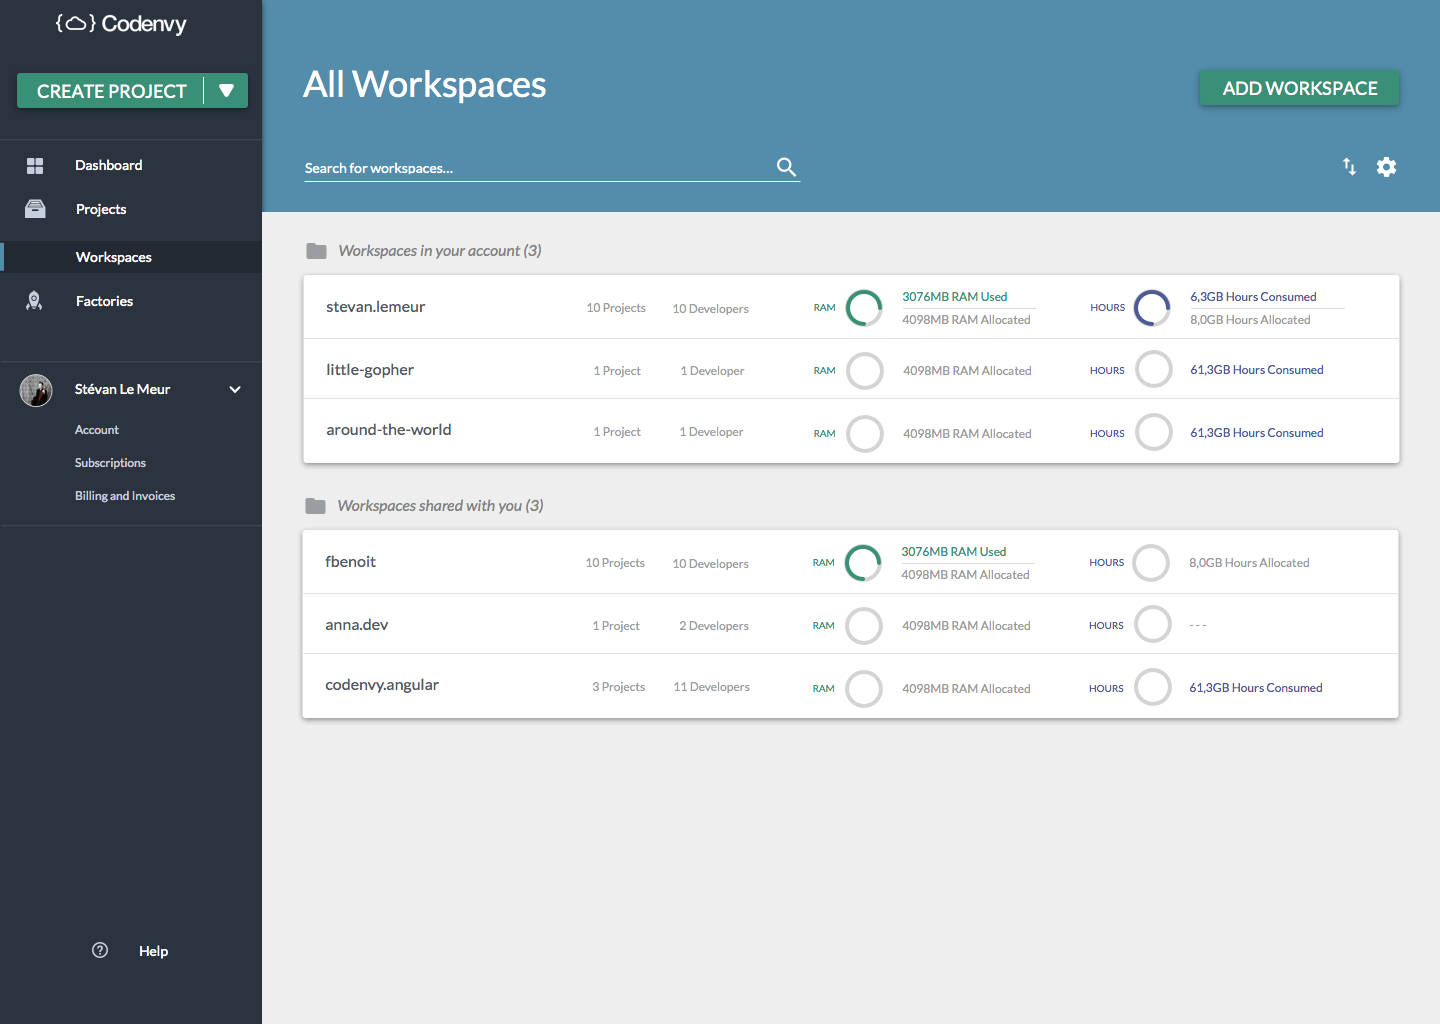 { } Codenvy
CREATE PROJECT
Dashboard
Projects
Workspaces
Factories
Stévan Le Meur
Account
Subscriptions
Billing and Invoices
Help
All Workspaces
ADD WORKSPACE
Search for workspaces...
Workspaces in your account (3)
stevan.lemeur 10 Projects 10 Developers RAM 3076MB RAM Used HOURS 6,3GB Hours Consumed
4098MB RAM Allocated 8,0GB Hours Allocated
little-gopher 1 Project 1 Developer RAM 4098MB RAM Allocated HOURS 61,3GB Hours Consumed
around-the-world 1 Project 1 Developer RAM 4098MB RAM Allocated HOURS 61,3GB Hours Consumed
Workspaces shared with you (3)
fbenoit 10 Projects 10 Developers RAM 3076MB RAM Used HOURS 8,0GB Hours Allocated
4098MB RAM Allocated
anna.dev 1 Project 2 Developers RAM 4098MB RAM Allocated HOURS - - -
codenvy.angular 3 Projects 11 Developers RAM 4098MB RAM Allocated HOURS 61,3GB Hours Consumed